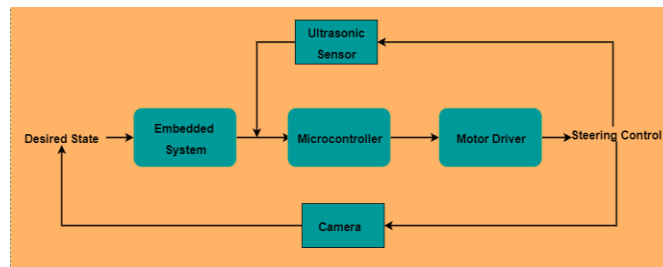 Ultrasonic
Sensor
Desired State
Embedded
System
Microcontroller
Motor Driver
Steering Control
Camera